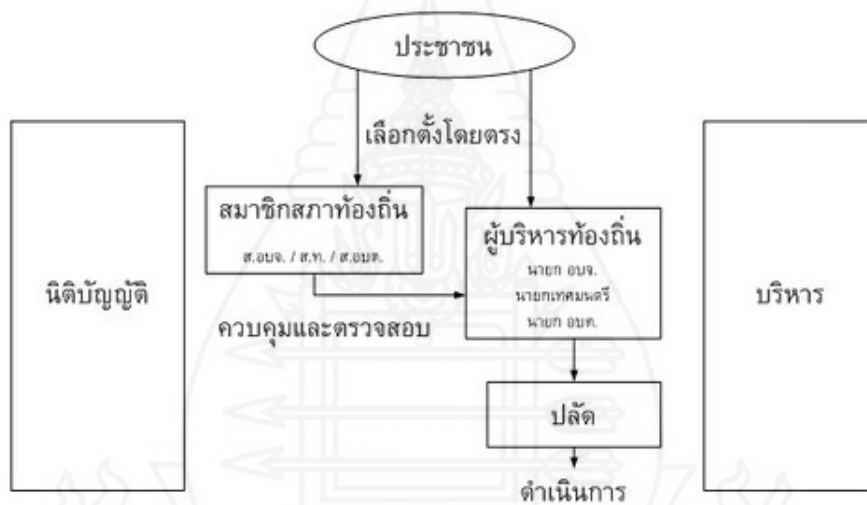 ประชาชน
เลือกตั้งโดยตรง
สมาชิกสภาท้องถิ่น
ส.อบจ. / ส.ท. / ส.อบต.
ผู้บริหารท้องถิ่น
นายก อบจ.
นายกเทศมนตรี
นายก อบต.
นิติบัญญัติ
ควบคุมและตรวจสอบ
บริหาร
ปลัด
ดำเนินการ